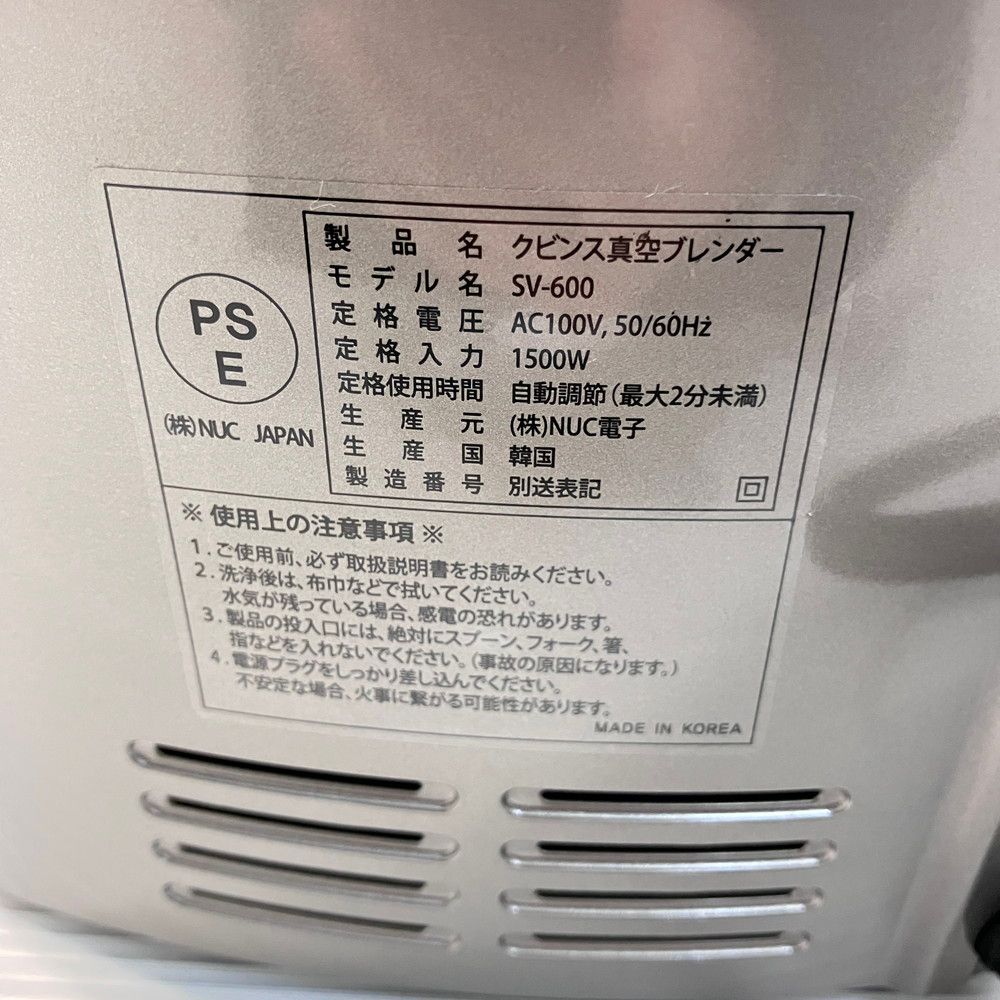 PS
E
(株)NUC JAPAN
製品名 クビンス真空ブレンダー
モデル名 SV-600
定格電圧 AC100V, 50/60Hz
定格入力 1500W
定格使用時間 自動調節(最大2分未満)
生産元 (株)NUC電子
生産国 韓国
製造番号 別送表記
※ 使用上の注意事項 ※
1.ご使用前、必ず取扱説明書をお読みください。
2.洗浄後は、布巾などで拭いてください。
水気が残っている場合、感電の恐れがあります。
3.製品の投入口には、絶対にスプーン、フォーク、箸、
指などを入れないでください。(事故の原因になります。)
4.電源プラグをしっかり差し込んでください。
不安定な場合、火事に繋がる可能性があります。
MADE IN KOREA